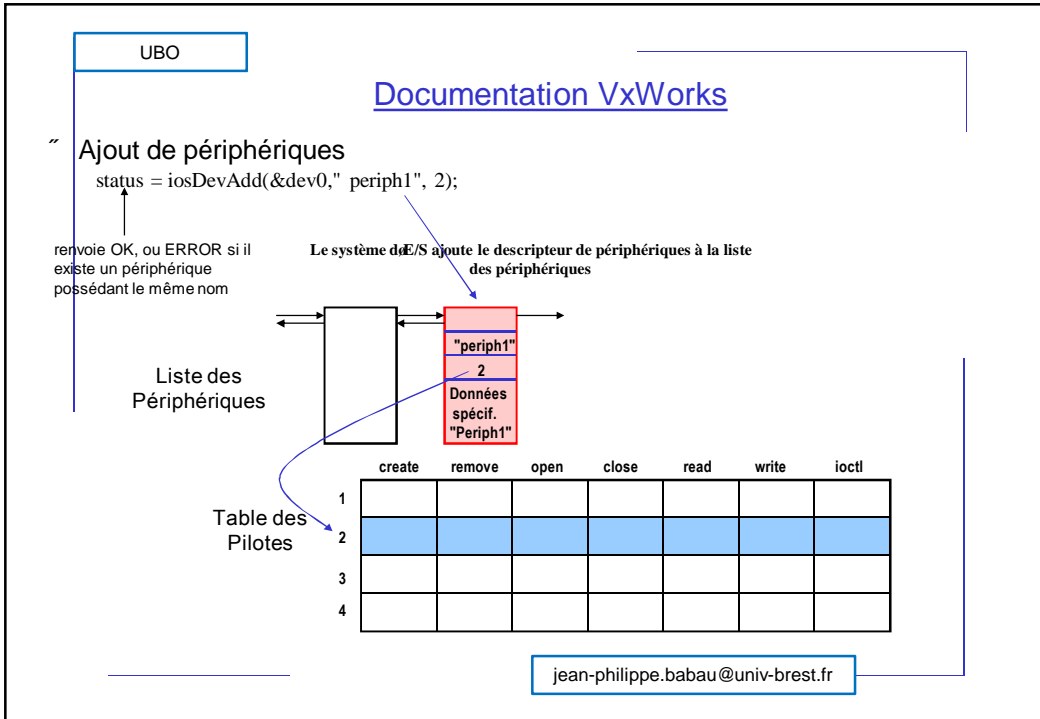 UBO
Documentation VxWorks
˝ Ajout de périphériques
status = iosDevAdd(&dev0," periph1", 2);
renvoie OK, ou ERROR si il
existe un périphérique
possédant le même nom
Le système døE/S ajoute le descripteur de périphériques à la liste
des périphériques
"periph1"
2
Données
spécif.
"Periph1"
Liste des
Périphériques
create remove open close read write ioctl
1
2
3
4
Table des
Pilotes
jean-philippe.babau@univ-brest.fr